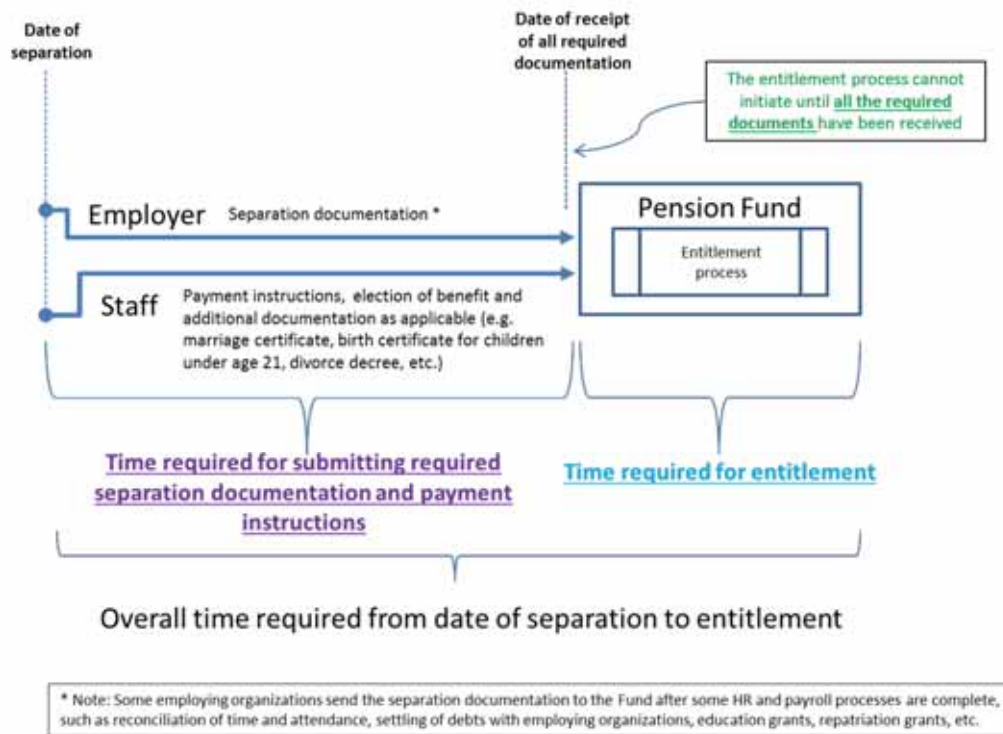 Date of
separation
Date of receipt
of all required
documentation
The entitlement process cannot
initiate until all the required
documents have been received
Employer Separation documentation *
Pension Fund
Entitlement
process
Staff
Payment instructions, election of benefit and
additional documentation as applicable (e.g.
marriage certificate, birth certificate for children
under age 21, divorce decree, etc.)
Time required for submitting required
separation documentation and payment
instructions
Time required for entitlement
Overall time required from date of separation to entitlement
* Note: Some employing organizations send the separation documentation to the Fund after some HR and payroll processes are complete,
such as reconciliation of time and attendance, settling of debts with employing organizations, education grants, repatriation grants, etc.